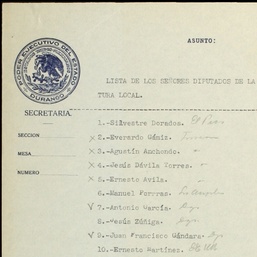 ASUNTO:
PODER EJECUTIVO DEL ESTADO
DURANGO
LISTA DE LOS SEÑORES DIPUTADOS DE LA
TURA LOCAL.
SECRETARIA.
SECCION
MESA
NUMERO
1.-Silvestre Dorador.
x 2.-Everardo Gámiz.
x 3.-Agustín Anchondo. "
x 4.-Jesús Dávila Torres. "
x 5.-Ernesto Avila. "
6.-Manuel Porras.
√ 7.-Antonio García.
8.-Jesús Zúñiga.
√ 9.-Juan Francisco Gándara.
10.-Ernesto Martínez.